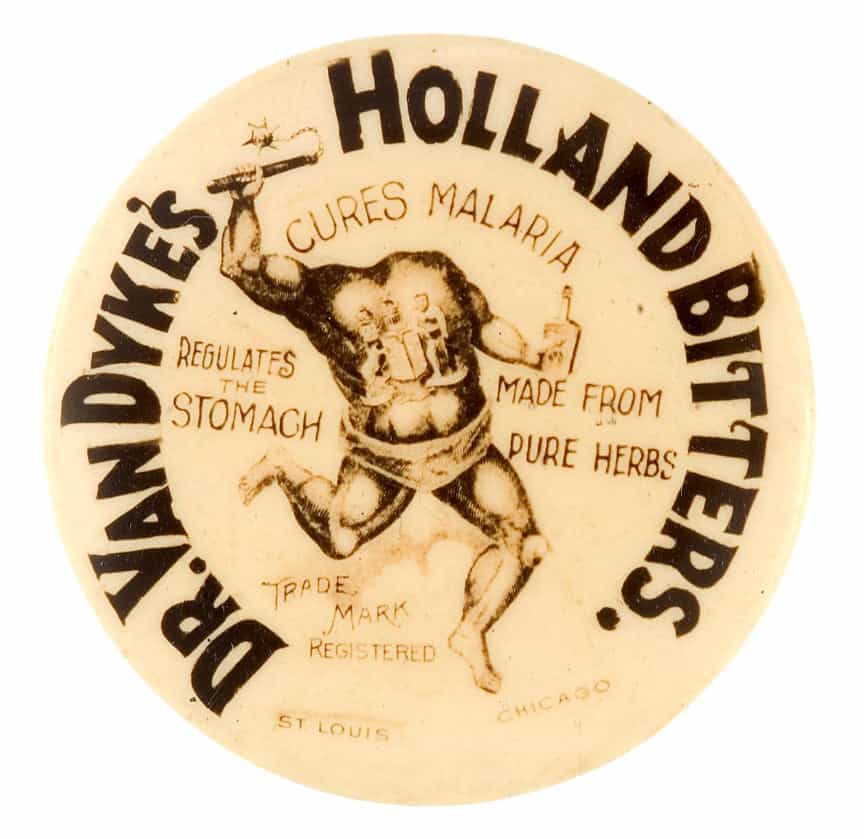 DR. VAN DYKE'S HOLLAND BITTERS.
CURES MALARIA
REGULATES
THE
STOMACH
MADE FROM
PURE HERBS
TRADE
MARK
REGISTERED
ST LOUIS
CHICAGO